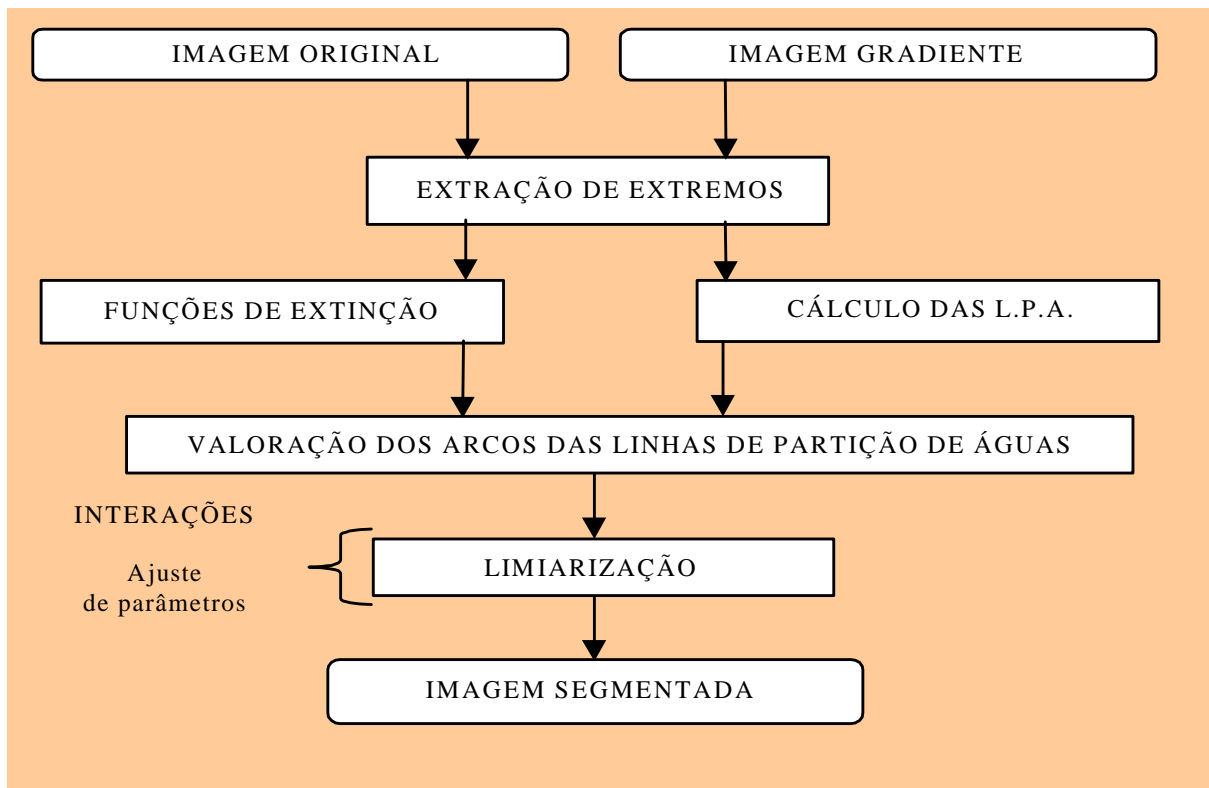 IMAGEM ORIGINAL
IMAGEM GRADIENTE
EXTRAÇÃO DE EXTREMOS
FUNÇÕES DE EXTINÇÃO
CÁLCULO DAS L.P.A.
VALORAÇÃO DOS ARCOS DAS LINHAS DE PARTIÇÃO DE ÁGUAS
INTERAÇÕES
Ajuste
de parâmetros
LIMIARIZAÇÃO
IMAGEM SEGMENTADA